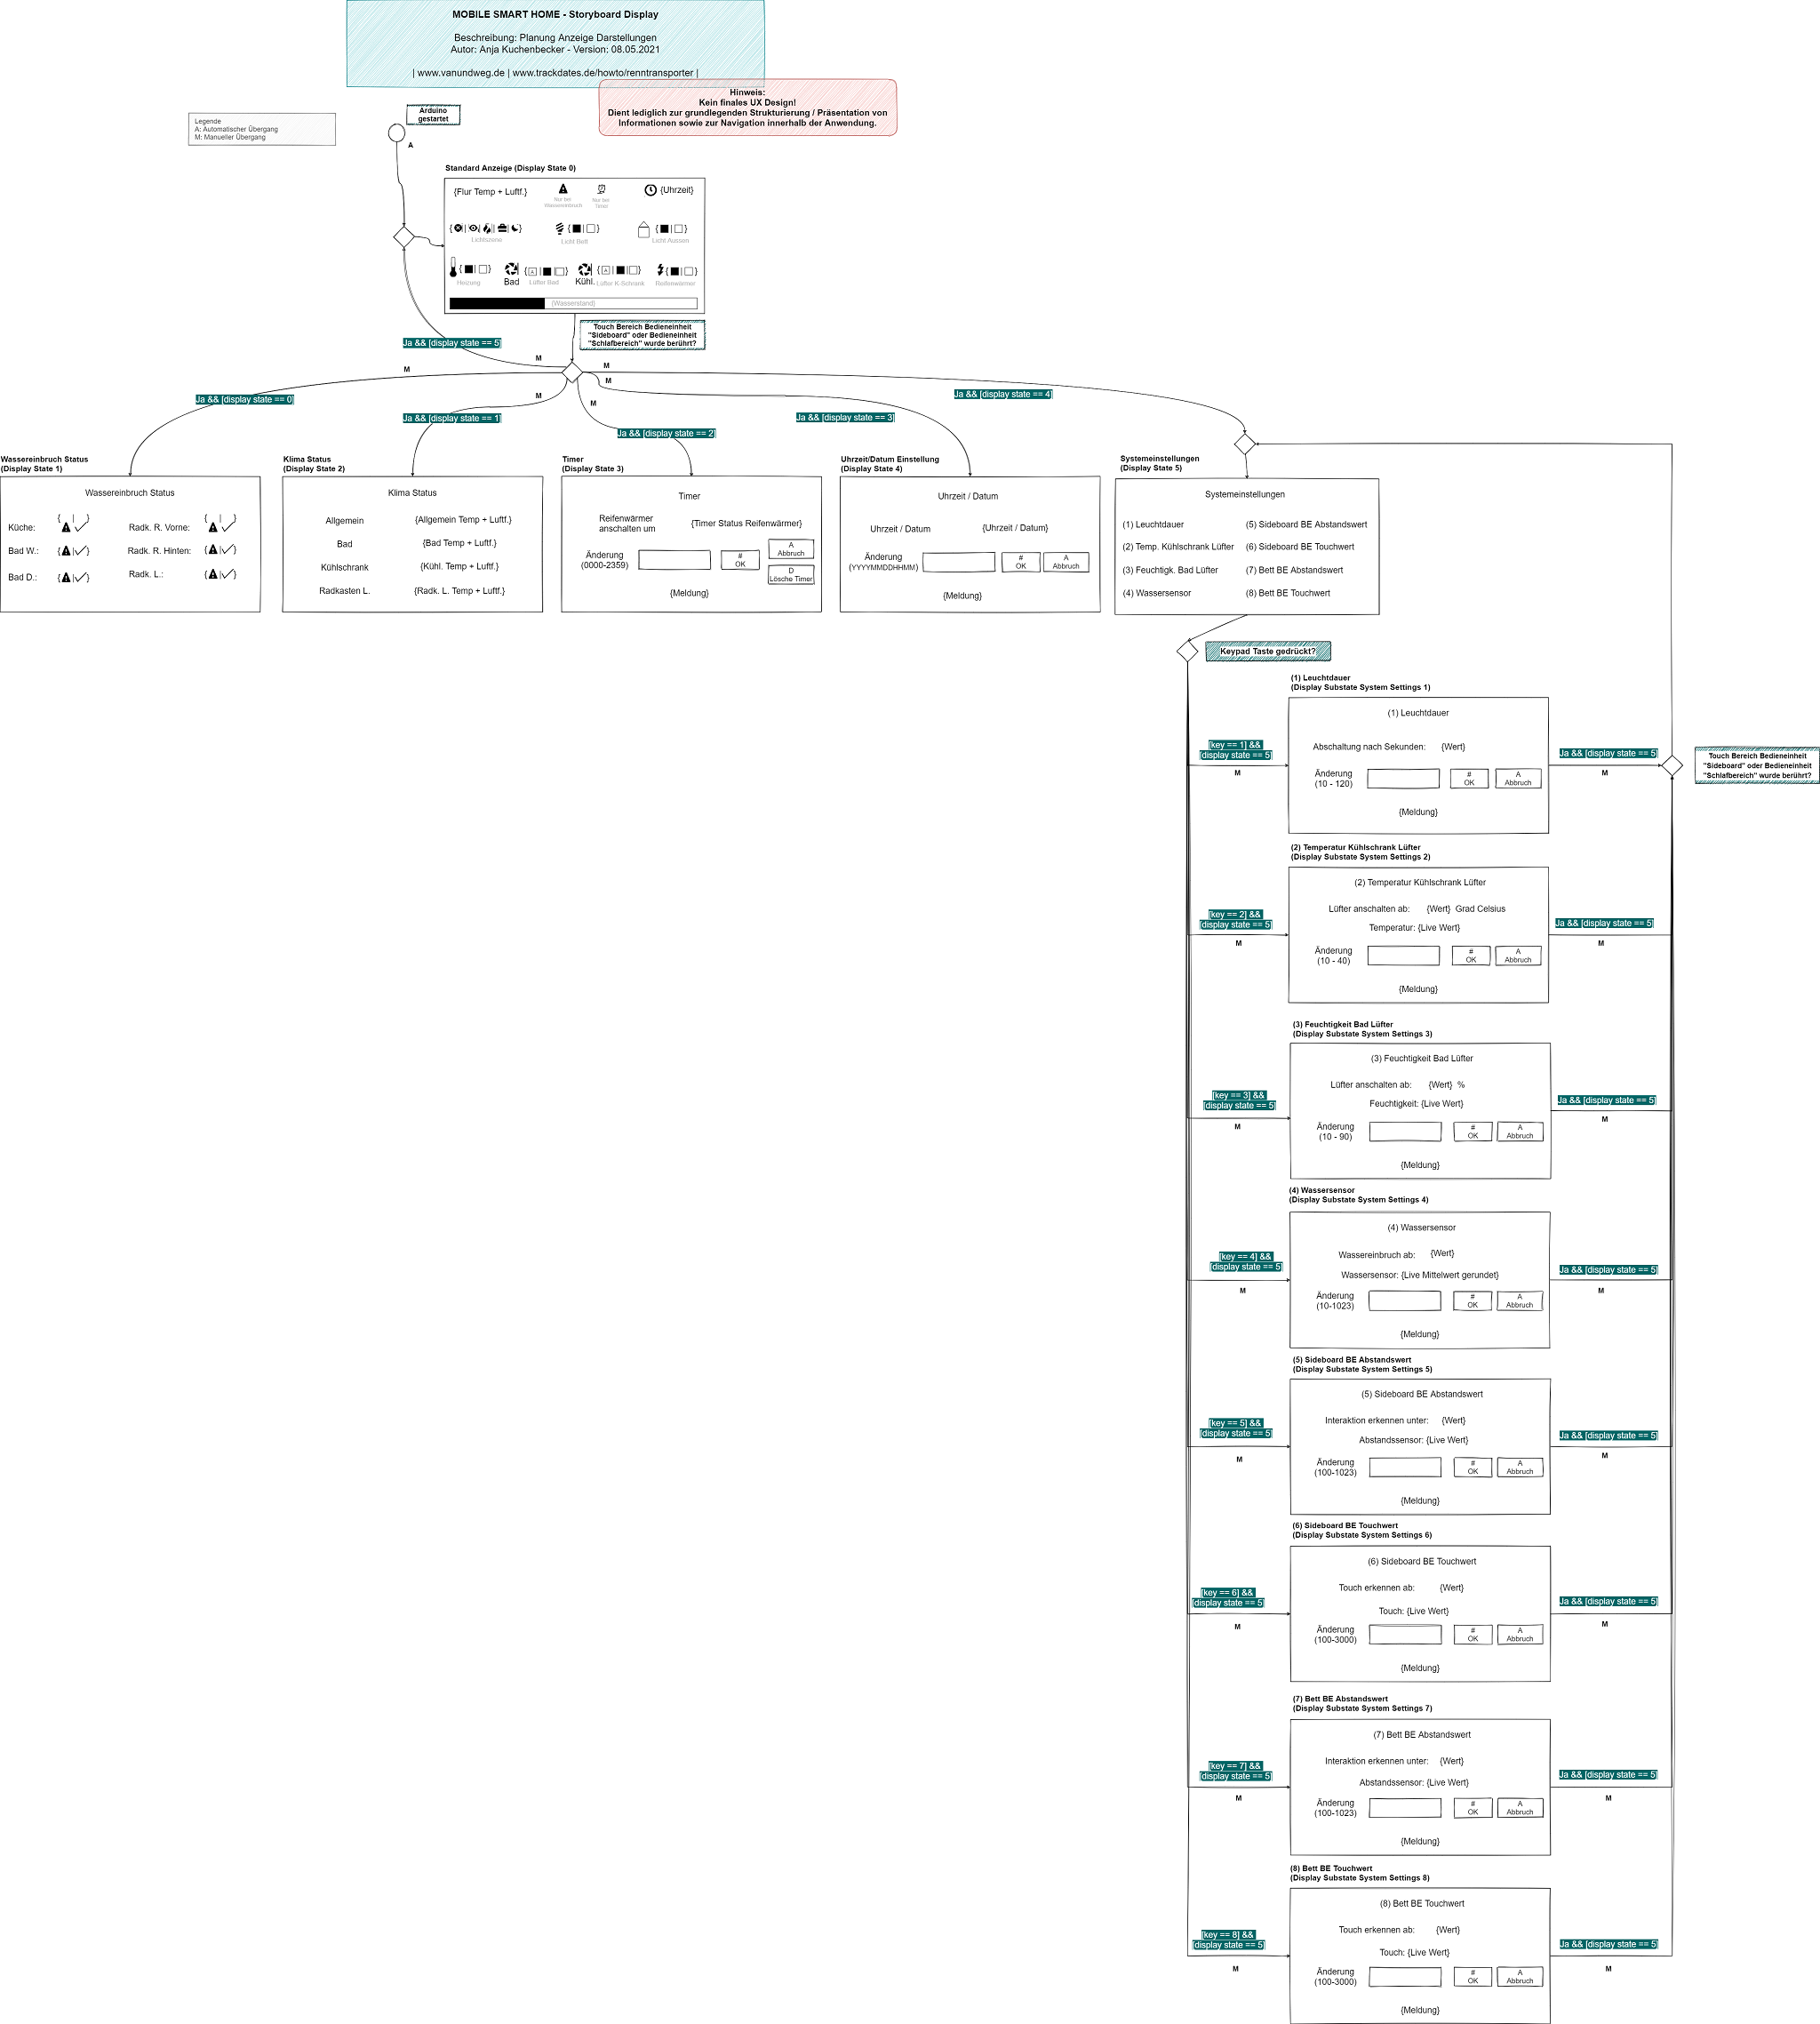 MOBILE SMART HOME - Storyboard Display
Beschreibung: Planung Anzeige Darstellungen
Autor: Anja Kuchenbecker - Version: 08.05.2021
| www.vanundweg.de | www.trackdates.de/howto/renntransporter |
Hinweis:
Kein finales UX Design!
Dient lediglich zur grundlegenden Strukturierung / Präsentation von
Informationen sowie zur Navigation innerhalb der Anwendung.
Legende
A: Automatischer Übergang
M: Manueller Übergang
Arduino
gestartet
A
Standard Anzeige (Display State 0)
{Flur Temp + Luftf.}
Nur bei
Wassereinbruch
Nur bei
Timer
{Uhrzeit}
Lichtszene
Licht Bett
Licht Aussen
Heizung
Bad
Lüfter Bad
Kühl.
Lüfter K-Schrank
Reifenwärmer
{Wasserstand}
Touch Bereich Bedieneinheit
"Sideboard" oder Bedieneinheit
"Schlafbereich" wurde berührt?
Ja && [display state == 5]
M
M
M
M
M
M
Ja && [display state == 0]
Ja && [display state == 1]
Ja && [display state == 2]
Ja && [display state == 3]
Ja && [display state == 4]
Wassereinbruch Status
(Display State 1)
Wassereinbruch Status
Küche:
{ | }
Radk. R. Vorne:
{ | }
Bad W.:
{ | }
Radk. R. Hinten:
{ | }
Bad D.:
{ | }
Radk. L.:
{ | }
Klima Status
(Display State 2)
Klima Status
Allgemein
{Allgemein Temp + Luftf.}
Bad
{Bad Temp + Luftf.}
Kühlschrank
{Kühl. Temp + Luftf.}
Radkasten L.
{Radk. L. Temp + Luftf.}
Timer
(Display State 3)
Timer
Reifenwärmer
anschalten um
{Timer Status Reifenwärmer}
Änderung
(0000-2359)
#
OK
A
Abbruch
D
Lösche Timer
{Meldung}
Uhrzeit/Datum Einstellung
(Display State 4)
Uhrzeit / Datum
Uhrzeit / Datum
{Uhrzeit / Datum}
Änderung
(YYYYMMDDHHMM)
#
OK
A
Abbruch
{Meldung}
Systemeinstellungen
(Display State 5)
Systemeinstellungen
(1) Leuchtdauer
(5) Sideboard BE Abstandswert
(2) Temp. Kühlschrank Lüfter
(6) Sideboard BE Touchwert
(3) Feuchtigk. Bad Lüfter
(7) Bett BE Abstandswert
(4) Wassersensor
(8) Bett BE Touchwert
Keypad Taste gedrückt?
(1) Leuchtdauer
(Display Substate System Settings 1)
[key == 1] &&
[display state == 5]
M
(1) Leuchtdauer
Abschaltung nach Sekunden: {Wert}
Änderung
(10 - 120)
#
OK
A
Abbruch
{Meldung}
Ja && [display state == 5]
M
Touch Bereich Bedieneinheit
"Sideboard" oder Bedieneinheit
"Schlafbereich" wurde berührt?
(2) Temperatur Kühlschrank Lüfter
(Display Substate System Settings 2)
[key == 2] &&
[display state == 5]
M
(2) Temperatur Kühlschrank Lüfter
Lüfter anschalten ab: {Wert} Grad Celsius
Temperatur: {Live Wert}
Änderung
(10 - 40)
#
OK
A
Abbruch
{Meldung}
Ja && [display state == 5]
M
(3) Feuchtigkeit Bad Lüfter
(Display Substate System Settings 3)
[key == 3] &&
[display state == 5]
M
(3) Feuchtigkeit Bad Lüfter
Lüfter anschalten ab: {Wert} %
Feuchtigkeit: {Live Wert}
Änderung
(10 - 90)
#
OK
A
Abbruch
{Meldung}
Ja && [display state == 5]
M
(4) Wassersensor
(Display Substate System Settings 4)
[key == 4] &&
[display state == 5]
M
(4) Wassersensor
Wassereinbruch ab: {Wert}
Wassersensor: {Live Mittelwert gerundet}
Änderung
(10-1023)
#
OK
A
Abbruch
{Meldung}
Ja && [display state == 5]
M
(5) Sideboard BE Abstandswert
(Display Substate System Settings 5)
[key == 5] &&
[display state == 5]
M
(5) Sideboard BE Abstandswert
Interaktion erkennen unter: {Wert}
Abstandssensor: {Live Wert}
Änderung
(100-1023)
#
OK
A
Abbruch
{Meldung}
Ja && [display state == 5]
M
(6) Sideboard BE Touchwert
(Display Substate System Settings 6)
[key == 6] &&
[display state == 5]
M
(6) Sideboard BE Touchwert
Touch erkennen ab: {Wert}
Touch: {Live Wert}
Änderung
(100-3000)
#
OK
A
Abbruch
{Meldung}
Ja && [display state == 5]
M
(7) Bett BE Abstandswert
(Display Substate System Settings 7)
[key == 7] &&
[display state == 5]
M
(7) Bett BE Abstandswert
Interaktion erkennen unter: {Wert}
Abstandssensor: {Live Wert}
Änderung
(100-1023)
#
OK
A
Abbruch
{Meldung}
Ja && [display state == 5]
M
(8) Bett BE Touchwert
(Display Substate System Settings 8)
[key == 8] &&
[display state == 5]
M
(8) Bett BE Touchwert
Touch erkennen ab: {Wert}
Touch: {Live Wert}
Änderung
(100-3000)
#
OK
A
Abbruch
{Meldung}
Ja && [display state == 5]
M